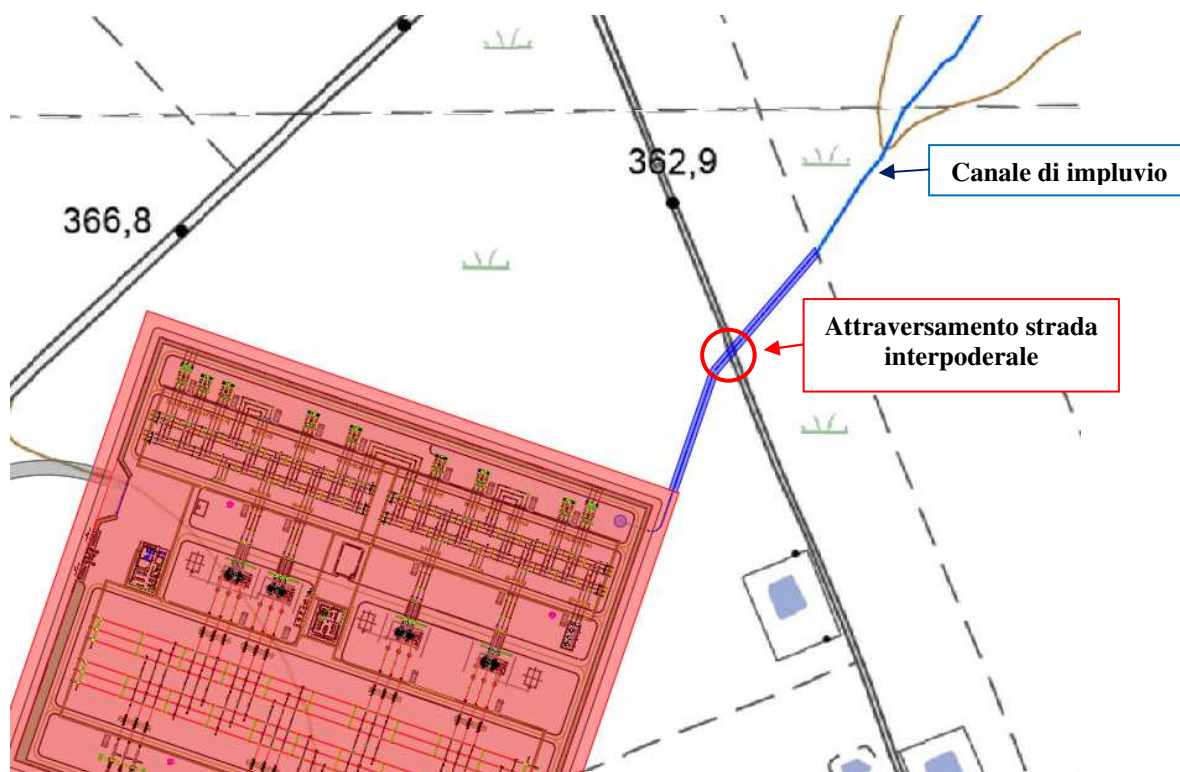 362,9
Canale di impluvio
366,8
Attraversamento strada
interpoderale